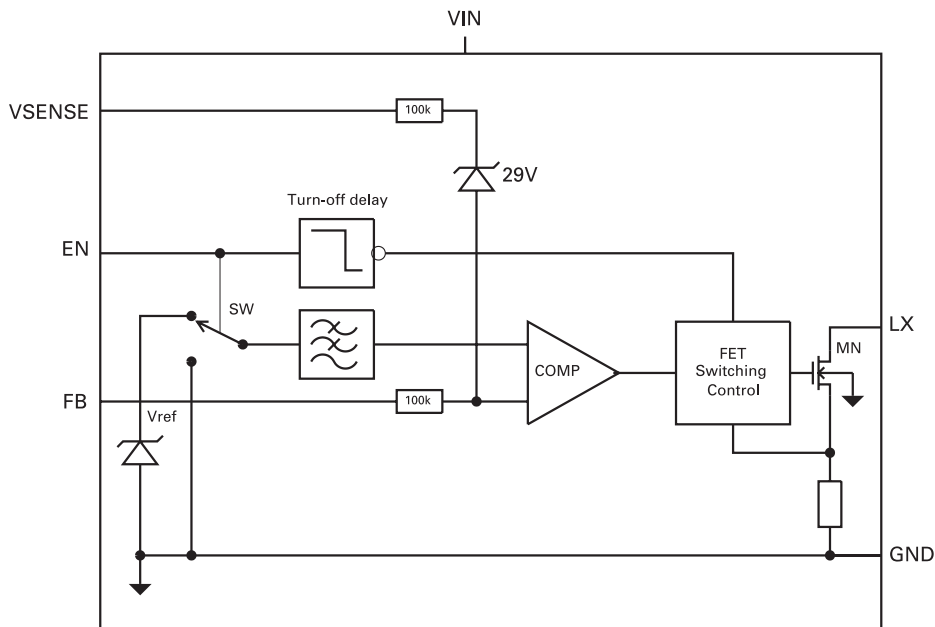 VIN
VSENSE
100k
29V
Turn-off delay
EN
SW
LX
MN
FET
Switching
Control
COMP
FB
100k
Vref
GND